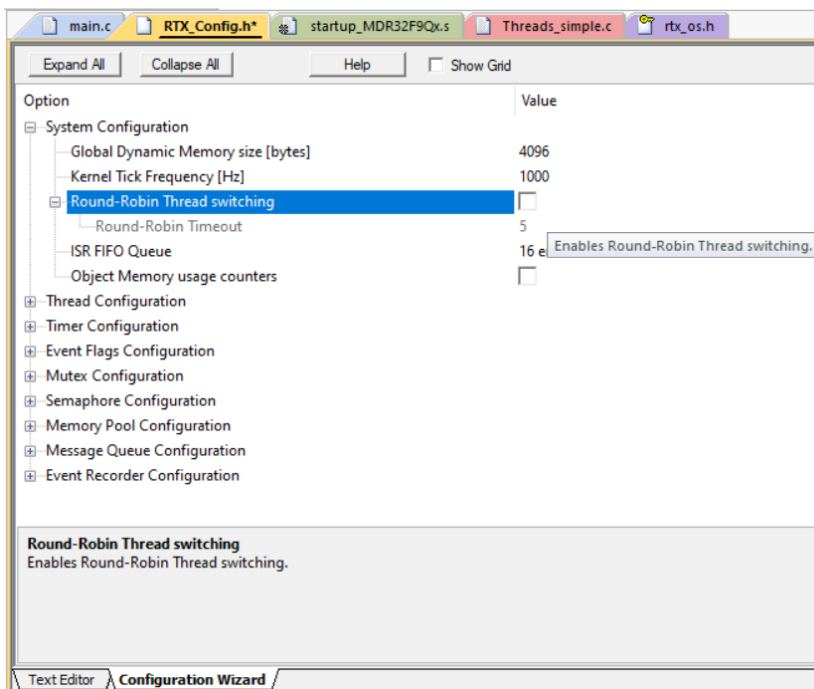 main.c RTX_Config.h* startup_MDR32F9Qx.s Threads_simple.c rtx_os.h
Expand All Collapse All Help Show Grid
Option Value
System Configuration
Global Dynamic Memory size [bytes] 4096
Kernel Tick Frequency [Hz] 1000
Round-Robin Thread switching
Round-Robin Timeout 5
Enables Round-Robin Thread switching.
ISR FIFO Queue 16
Object Memory usage counters
Thread Configuration
Timer Configuration
Event Flags Configuration
Mutex Configuration
Semaphore Configuration
Memory Pool Configuration
Message Queue Configuration
Event Recorder Configuration
Round-Robin Thread switching
Enables Round-Robin Thread switching.
Text Editor Configuration Wizard